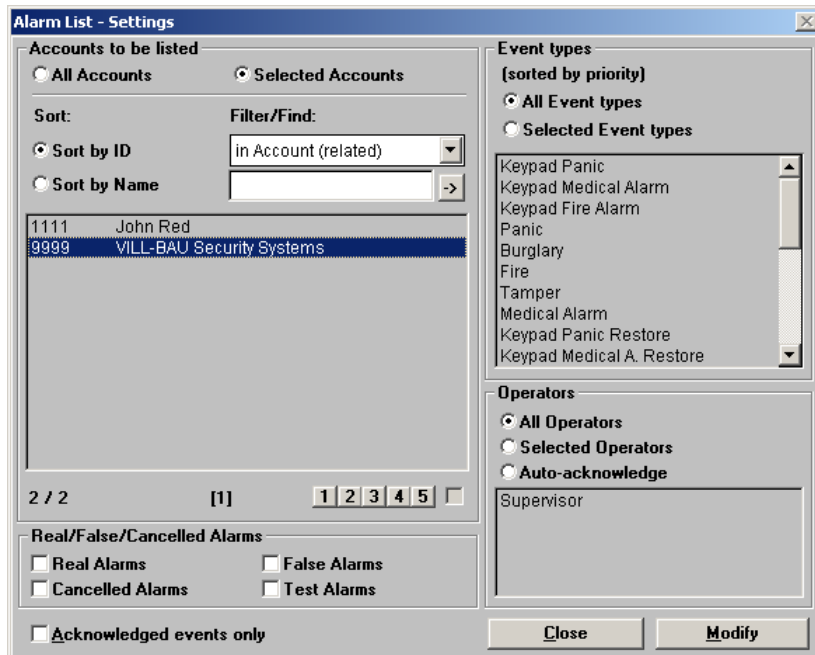 Alarm List - Settings
Accounts to be listed
All Accounts
Selected Accounts
Sort:
Filter/Find:
Sort by ID
in Account (related)
Sort by Name
->
1111 John Red
9999 VILL-BAU Security Systems
2 / 2 [1] 1 2 3 4 5
Real/False/Cancelled Alarms
Real Alarms
False Alarms
Cancelled Alarms
Test Alarms
Acknowledged events only
Event types
(sorted by priority)
All Event types
Selected Event types
Keypad Panic
Keypad Medical Alarm
Keypad Fire Alarm
Panic
Burglary
Fire
Tamper
Medical Alarm
Keypad Panic Restore
Keypad Medical A. Restore
Operators
All Operators
Selected Operators
Auto-acknowledge
Supervisor
Close
Modify